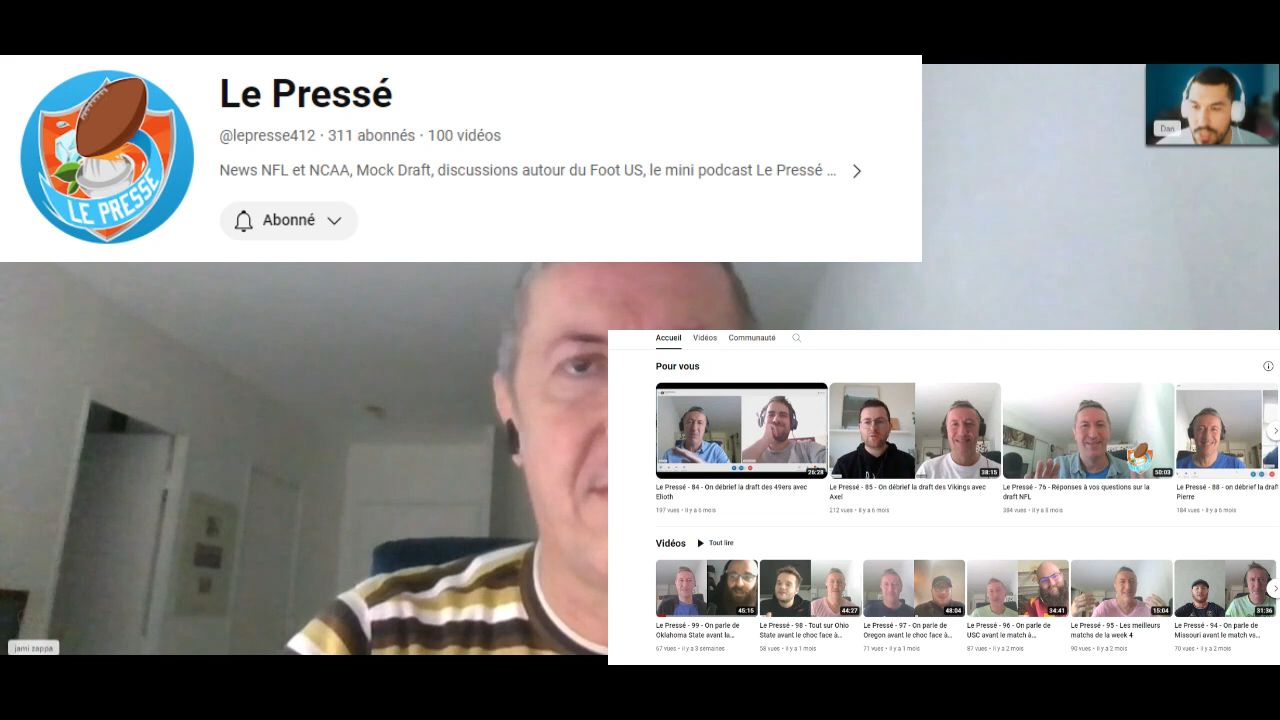 Le Pressé
@lepresse412 · 311 abonnés · 100 vidéos
News NFL et NCAA, Mock Draft, discussions autour du Foot US, le mini podcast Le Pressé ...
Abonné
LE PRESSE
Dan
Accueil Vidéos Communauté
Pour vous
26:28 38:15 50:03
Le Pressé - 84 - On débrief la draft des 49ers avec
Elioth
197 vues • il y a 6 mois
Le Pressé - 85 - On débrief la draft des Vikings avec
Axel
212 vues • il y a 6 mois
Le Pressé - 76 - Réponses à vos questions sur la
draft NFL
384 vues • il y a 6 mois
Le Pressé - 88 - on débrief la draft
Pierre
184 vues • il y a 6 mois
Vidéos Tout lire
45:15 44:27 48:04 34:41 15:04 31:36
Le Pressé - 99 - On parle de
Oklahoma State avant la...
67 vues • il y a 3 semaines
Le Pressé - 98 - Tout sur Ohio
State avant le choc face à...
58 vues • il y a 1 mois
Le Pressé - 97 - On parle de
Oregon avant le choc face à...
71 vues • il y a 1 mois
Le Pressé - 96 - On parle de
USC avant le match à...
87 vues • il y a 2 mois
Le Pressé - 95 - Les meilleurs
matchs de la week 4
90 vues • il y a 2 mois
Le Pressé - 94 - On parle de
Missouri avant le match vs...
70 vues • il y a 2 mois
jami zappa